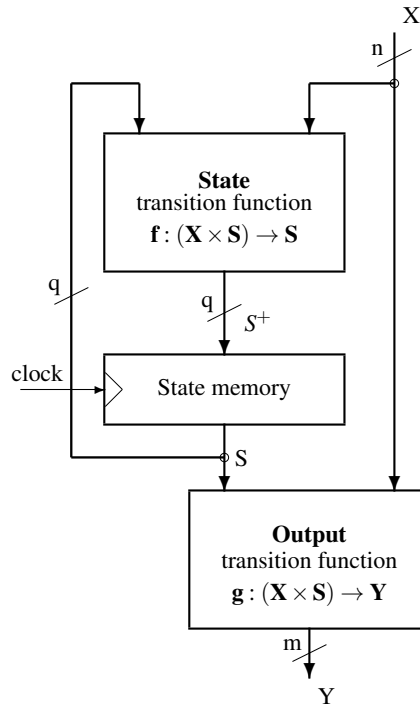 X
n
State
transition function
f : (X × S) → S
q
q
S+
clock
State memory
S
Output
transition function
g : (X × S) → Y
m
Y